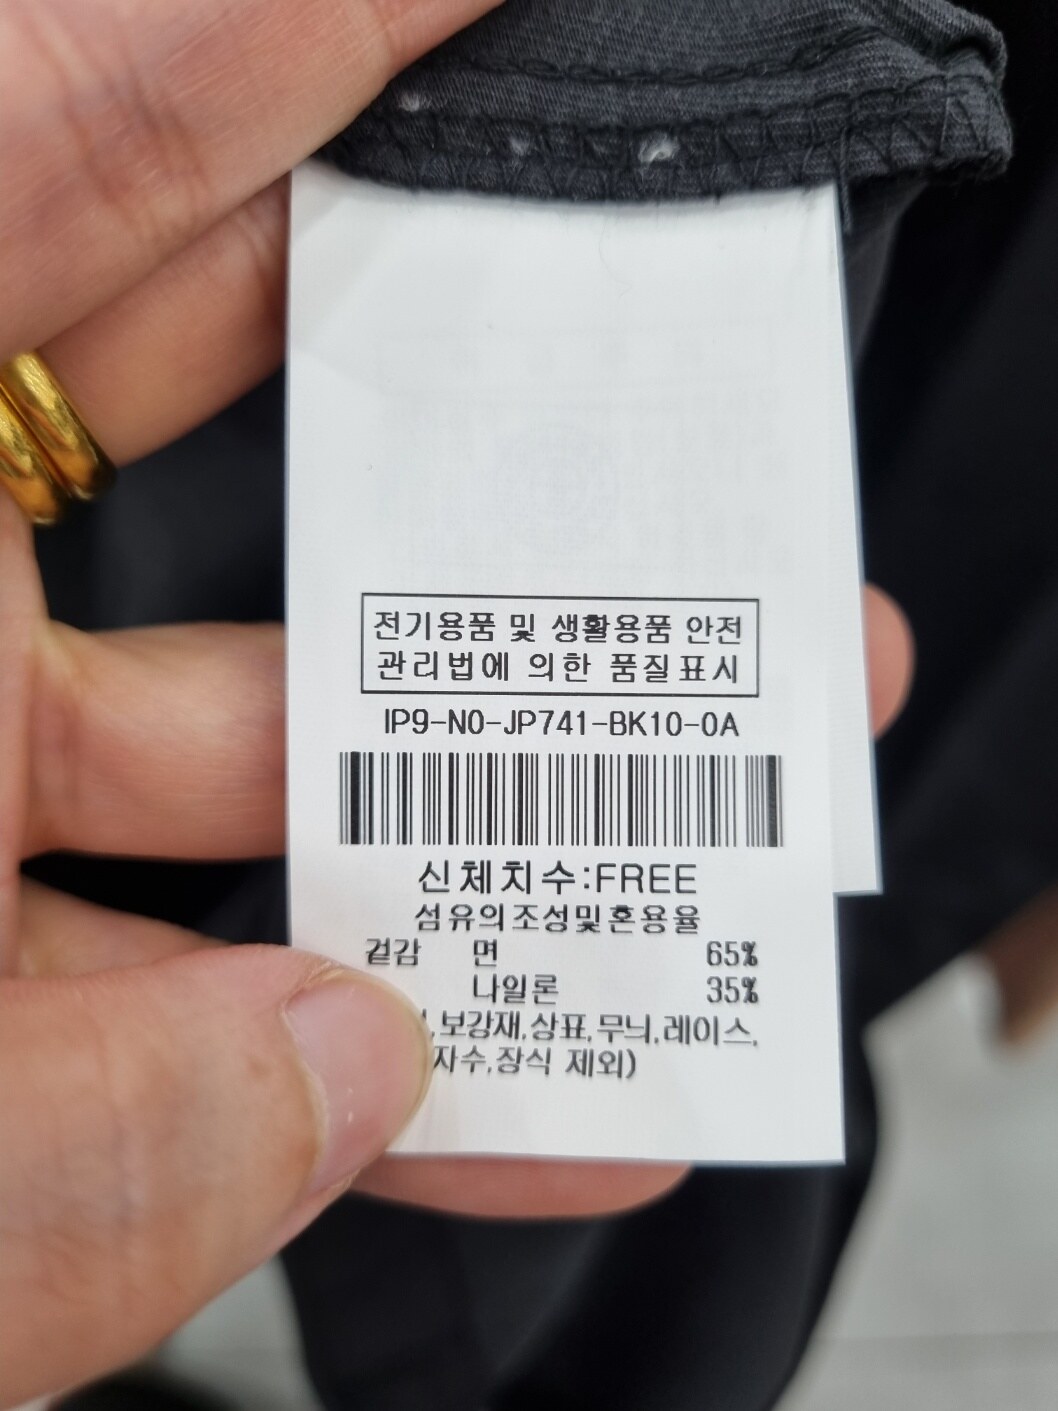 전기용품 및 생활용품 안전
관리법에 의한 품질표시
IP9-N0-JP741-BK10-0A
신체치수:FREE
섬유의조성및혼용율
겉감 면 65%
나일론 35%
,보강재,상표,무늬,레이스,
자수,장식 제외)